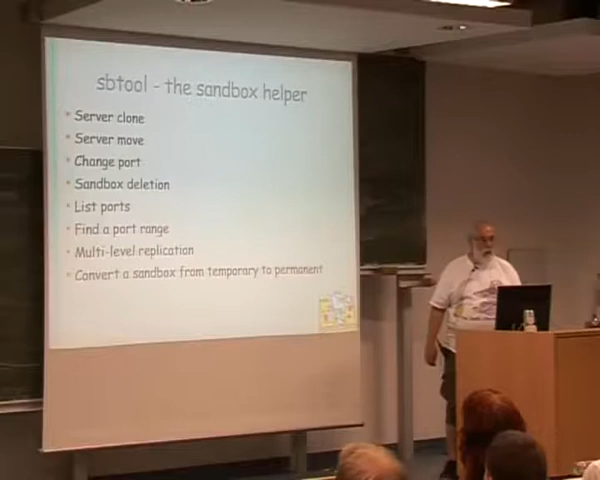 sbtool - the sandbox helper
Server clone
Server move
Change port
Sandbox deletion
List ports
Find a port range
Multi-level replication
Convert a sandbox from temporary to permanent